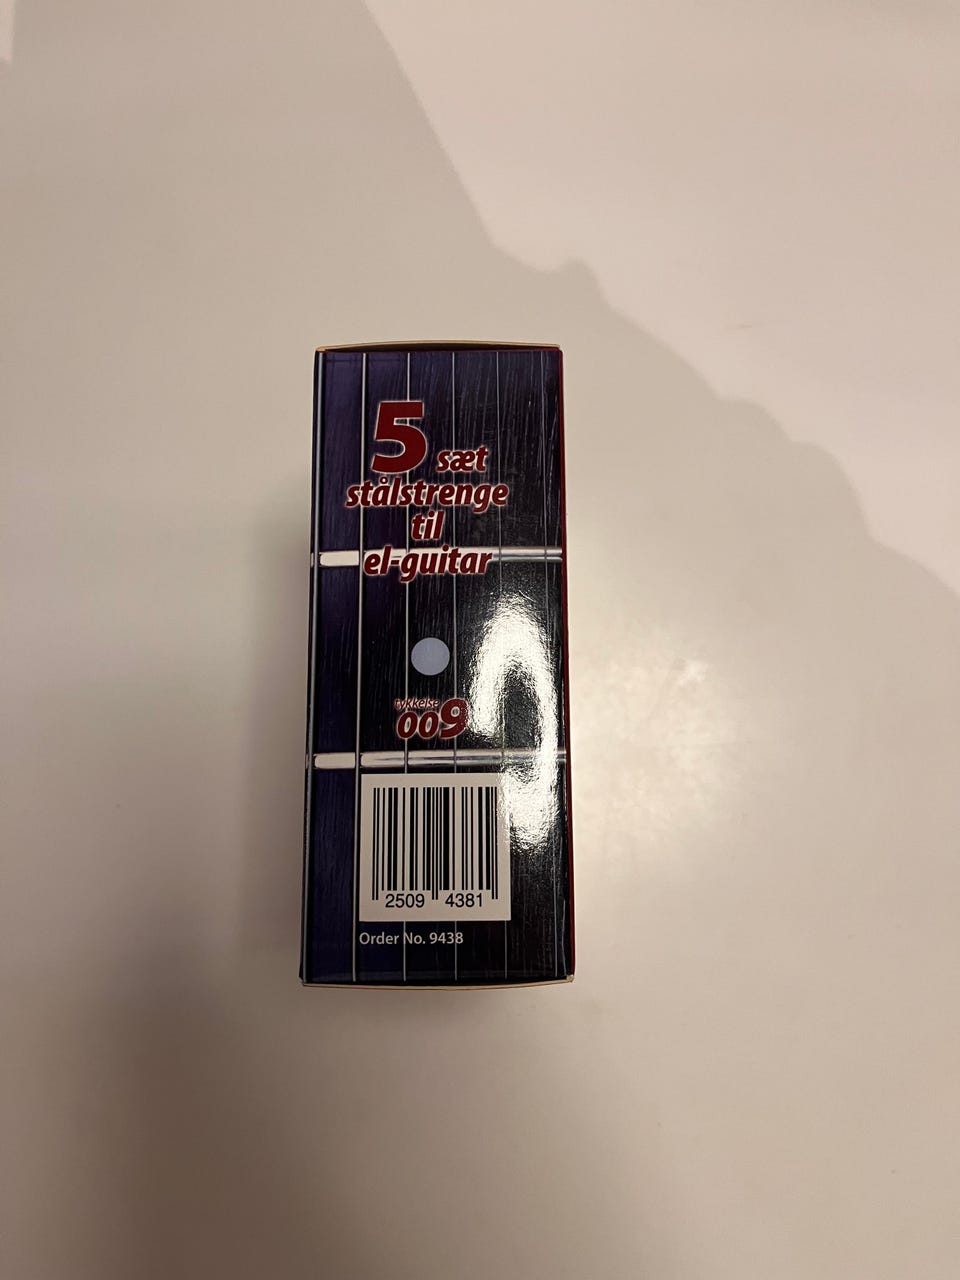 5 sæt
stålstrenge
til
el-guitar
tykkelse
009
2509 4381
Order No. 9438